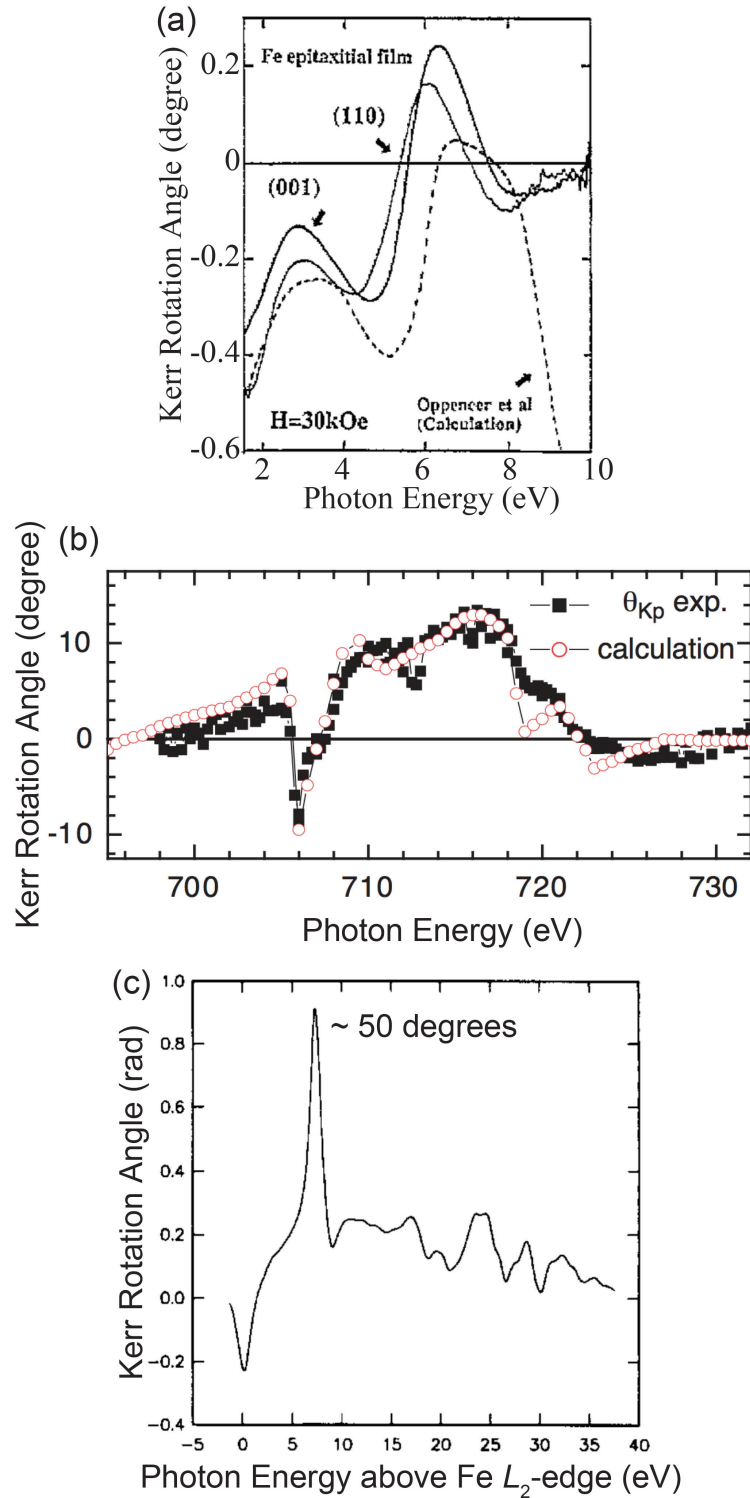 (a)
Fe epitaxitial film
(110)
(001)
Oppencer et al
(Calculation)
H=30kOe
0.2
0
-0.2
-0.4
-0.6
2 4 6 8 10
Kerr Rotation Angle (degree)
Photon Energy (eV)
(b)
θKp exp.
calculation
10
0
-10
700 710 720 730
Kerr Rotation Angle (degree)
Photon Energy (eV)
(c)
~ 50 degrees
1.0
0.8
0.6
0.4
0.2
0.0
-0.2
-0.4
-5 0 5 10 15 20 25 30 35 40
Kerr Rotation Angle (rad)
Photon Energy above Fe L2-edge (eV)